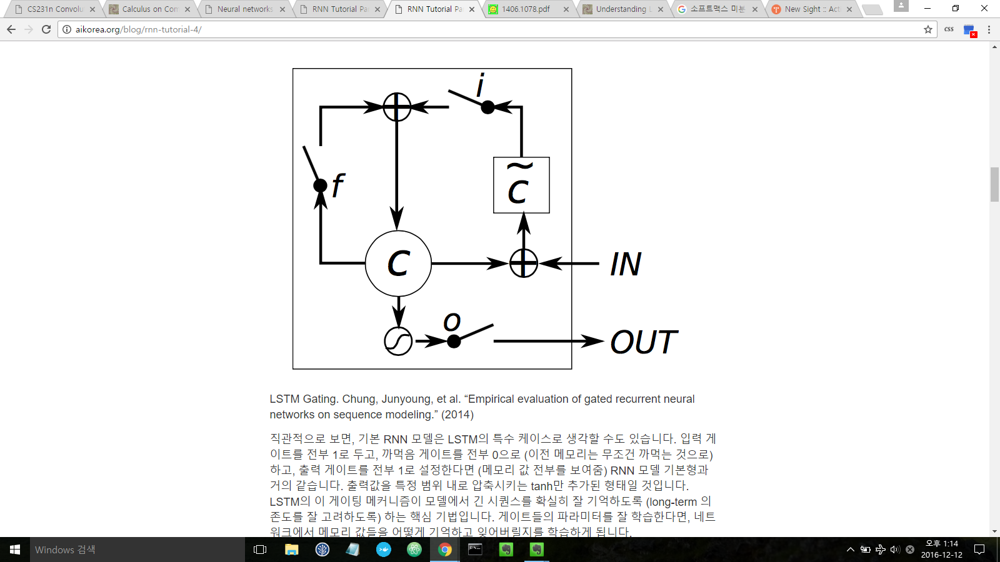 CS231n Convolu
Calculus on Com
Neural networks
RNN Tutorial Pa
RNN Tutorial Pa
1406.1078.pdf
Understanding L
소프트맥스 미분
New Sight :: Act
aikorea.org/blog/rnn-tutorial-4/
CSS
i
f
~
C
C
IN
o
OUT
LSTM Gating. Chung, Junyoung, et al. “Empirical evaluation of gated recurrent neural
networks on sequence modeling.” (2014)
직관적으로 보면, 기본 RNN 모델은 LSTM의 특수 케이스로 생각할 수도 있습니다. 입력 게
이트를 전부 1로 두고, 까먹음 게이트를 전부 0으로 (이전 메모리는 무조건 까먹는 것으로)
하고, 출력 게이트를 전부 1로 설정한다면 (메모리 값 전부를 보여줌) RNN 모델 기본형과
거의 같습니다. 출력값을 특정 범위 내로 압축시키는 tanh만 추가된 형태일 것입니다.
LSTM의 이 게이팅 메커니즘이 모델에서 긴 시퀀스를 확실히 잘 기억하도록 (long-term 의
존도를 잘 고려하도록) 하는 핵심 기법입니다. 게이트들의 파라미터를 잘 학습한다면, 네트
워크에서 메모리 값들을 어떻게 기억하고 잊어버릴지를 학습하게 됩니다.
Windows 검색
오후 1:14
2016-12-12